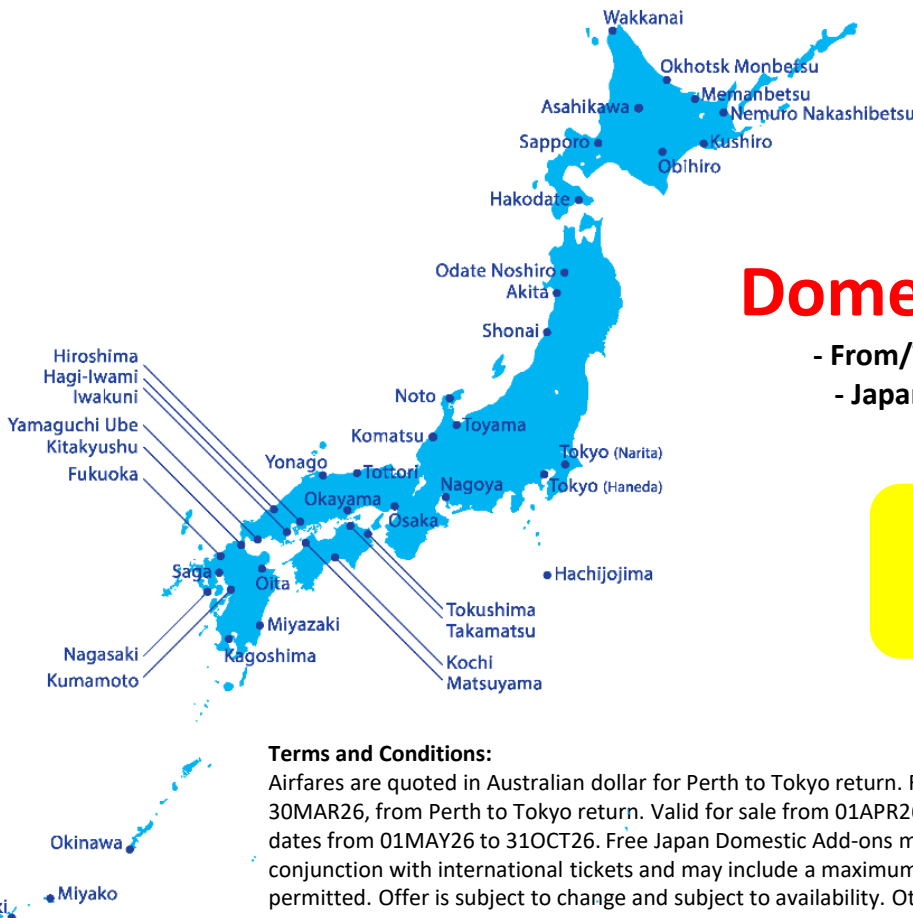 Wakkanai
Okhotsk Monbetsu
Memanbetsu
Asahikawa
Nemuro Nakashibetsu
Sapporo
Kushiro
Obihiro
Hakodate
Odate Noshiro
Dome
Akita
Shonai
- From/
Hiroshima
Hagi-Iwami
- Japan
Iwakuni
Noto
Yamaguchi Ube
Toyama
Komatsu
Kitakyushu
Tokyo (Narita)
Yonago
Tottori
Fukuoka
Nagoya
Tokyo (Haneda)
Okayama
Osaka
Saga
Hachijojima
Oita
Tokushima
Miyazaki
Takamatsu
Nagasaki
Kagoshima
Kochi
Kumamoto
Matsuyama
Terms and Conditions:
Airfares are quoted in Australian dollar for Perth to Tokyo return.
30MAR26, from Perth to Tokyo return. Valid for sale from 01APR26
dates from 01MAY26 to 31OCT26. Free Japan Domestic Add-ons m
Okinawa
conjunction with international tickets and may include a maximum
Miyako
permitted. Offer is subject to change and subject to availability. Ot